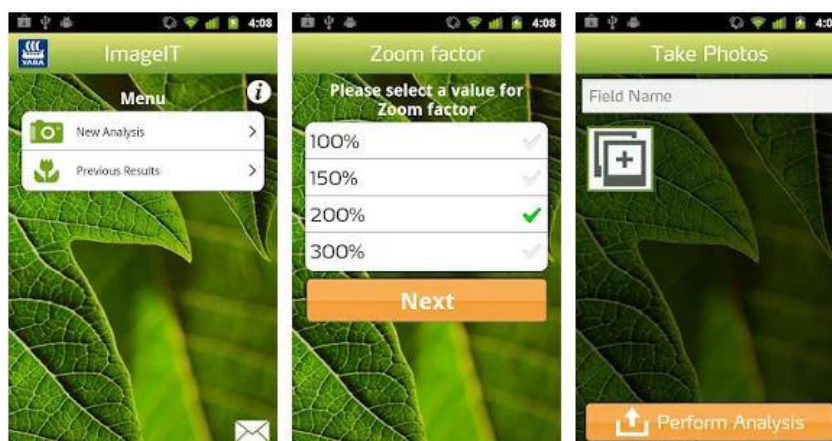 4:08
YARA
ImageIT
Menu
New Analysis
Previous Results
4:08
Zoom factor
Please select a value for
Zoom factor
100%
150%
200%
300%
Next
Take Photos
Field Name
Perform Analysis